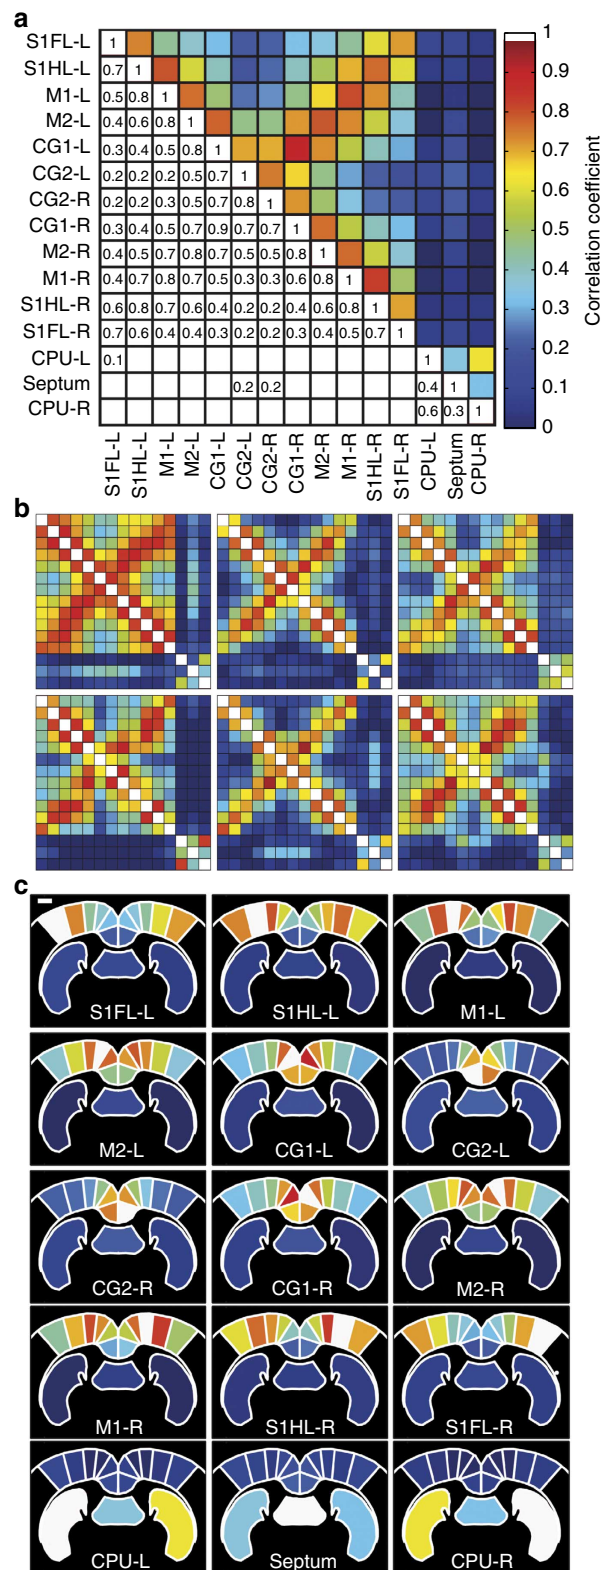 a
S1FL-L 1
S1HL-L 0.7 1
M1-L 0.5 0.8 1
M2-L 0.4 0.6 0.8 1
CG1-L 0.3 0.4 0.5 0.8 1
CG2-L 0.2 0.2 0.2 0.5 0.7 1
CG2-R 0.2 0.2 0.3 0.5 0.7 0.8 1
CG1-R 0.3 0.4 0.5 0.7 0.9 0.7 0.7 1
M2-R 0.4 0.5 0.7 0.8 0.7 0.5 0.5 0.8 1
M1-R 0.4 0.7 0.8 0.7 0.5 0.3 0.3 0.6 0.8 1
S1HL-R 0.6 0.8 0.7 0.6 0.4 0.2 0.2 0.4 0.6 0.8 1
S1FL-R 0.7 0.6 0.4 0.4 0.3 0.2 0.2 0.3 0.4 0.5 0.7 1
CPU-L 0.1 1
Septum 0.2 0.2 0.4 1
CPU-R 0.6 0.3 1
S1FL-L S1HL-L M1-L M2-L CG1-L CG2-L CG2-R CG1-R M2-R M1-R S1HL-R S1FL-R CPU-L Septum CPU-R
1
0.9
0.8
0.7
0.6
0.5
0.4
0.3
0.2
0.1
0
Correlation coefficient
b
c
S1FL-L S1HL-L M1-L
M2-L CG1-L CG2-L
CG2-R CG1-R M2-R
M1-R S1HL-R S1FL-R
CPU-L Septum CPU-R